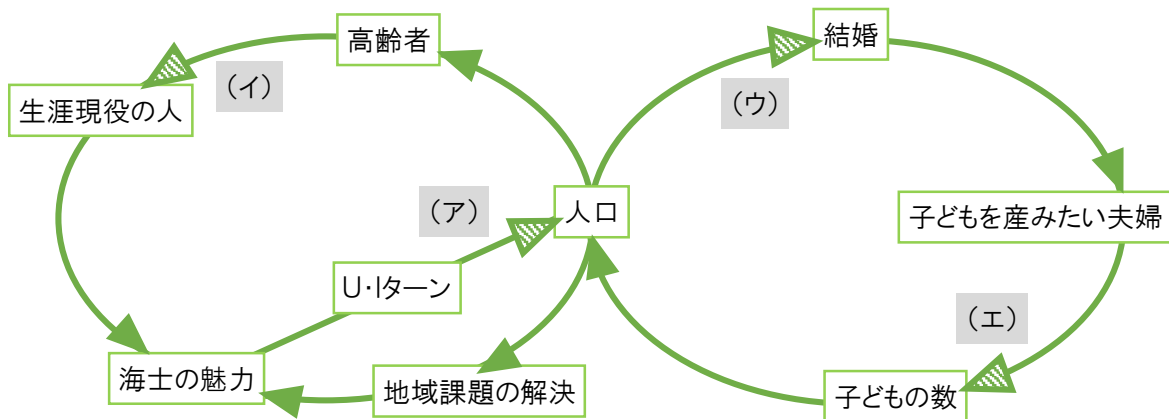 高齢者
結婚
(イ)
生涯現役の人
(ウ)
(ア)
人口
子どもを産みたい夫婦
U・Iターン
(エ)
海士の魅力
地域課題の解決
子どもの数